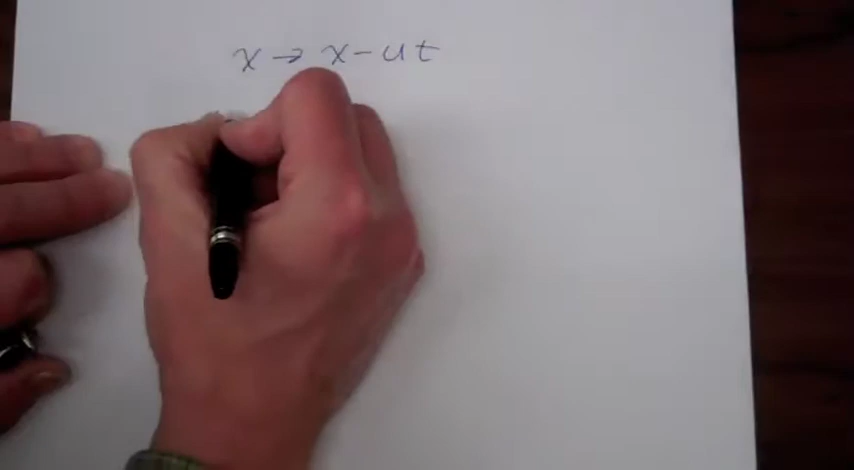 x → x - ut